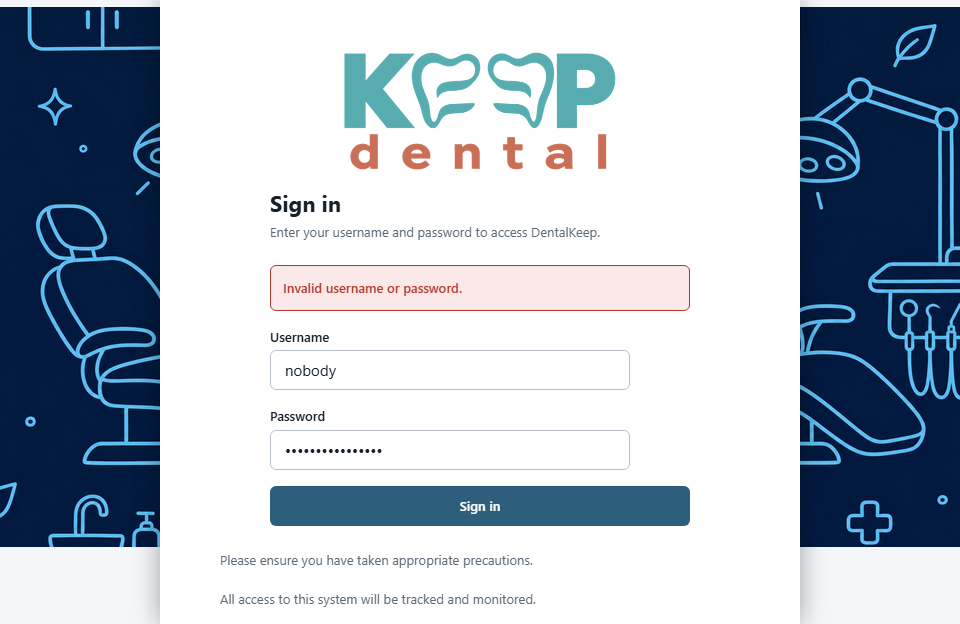 KEEP
dental
Sign in
Enter your username and password to access DentalKeep.
Invalid username or password.
Username
nobody
Password
••••••••••••••••
Sign in
Please ensure you have taken appropriate precautions.
All access to this system will be tracked and monitored.